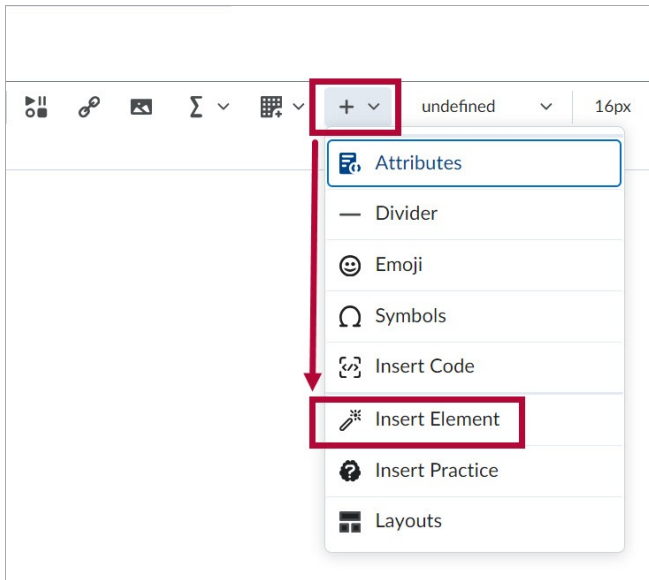 undefined 16px
Attributes
Divider
Emoji
Symbols
Insert Code
Insert Element
Insert Practice
Layouts